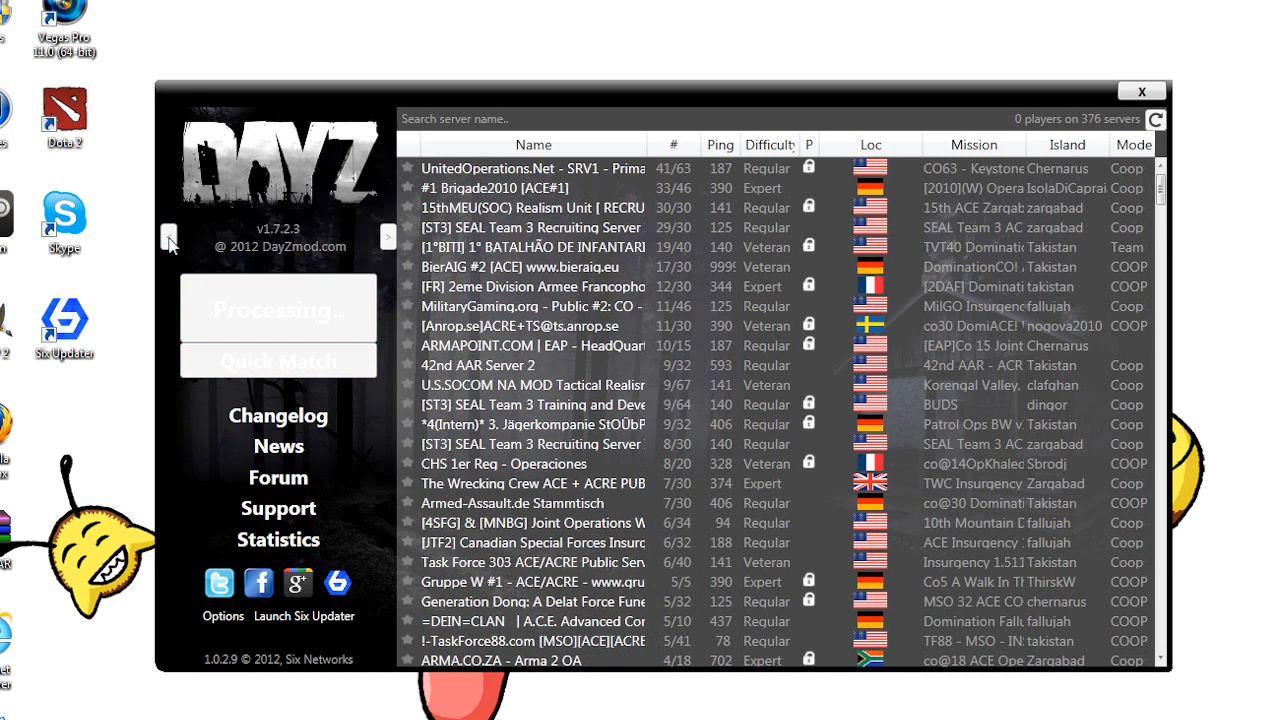 Vegas Pro
11.0 (64-bit)
Dota 2
Skype
Six Updater
DAYZ
v1.7.2.3
@ 2012 DayZmod.com
Processing..
Quick Match
Changelog
News
Forum
Support
Statistics
Options Launch Six Updater
1.0.2.9 © 2012, Six Networks
X
Search server name.. 0 players on 376 servers
Name # Ping Difficulty P Loc Mission Island Mode
UnitedOperations.Net - SRV1 - Prima 41/63 187 Regular CO63 - Keystone Chernarus Coop
#1 Brigade2010 [ACE#1] 33/46 390 Expert [2010](W) Opera IsolaDiCaprai Coop
15thMEU(SOC) Realism Unit [ RECRU 30/30 141 Regular 15th ACE Zargab zargabad Coop
[ST3] SEAL Team 3 Recruiting Server 29/30 125 Regular SEAL Team 3 AC zargabad Coop
[1°BITI] 1° BATALHÃO DE INFANTARI 19/40 140 Veteran TVT40 Dominati Takistan Team
BierAIG #2 [ACE] www.bieraig.eu 17/30 9999 Veteran DominationCO! Takistan COOP
[FR] 2eme Division Armee Francopho 12/30 344 Expert [2DAF] Dominati takistan COOP
MilitaryGaming.org - Public #2: CO - 11/46 125 Regular MilGO Insurgenc fallujah Coop
[Anrop.se]ACRE+TS@ts.anrop.se 11/30 390 Veteran co30 DomiACE! noqova2010 COOP
ARMAPOINT.COM | EAP - HeadQuart 10/15 187 Regular [EAP]Co 15 Joint Chernarus
42nd AAR Server 2 9/32 593 Regular 42nd AAR - ACR Takistan Coop
U.S.SOCOM NA MOD Tactical Realisr 9/67 141 Veteran Korengal Valley, clafghan Coop
[ST3] SEAL Team 3 Training and Deve 9/64 140 Regular BUDS dingor Coop
*4(Intern)* 3. Jägerkompanie StOÜbP 9/32 406 Regular Patrol Ops BW v Takistan Coop
[ST3] SEAL Team 3 Recruiting Server 8/30 140 Regular SEAL Team 3 AC zargabad Coop
CHS 1er Reg - Operaciones 8/20 328 Veteran co@14OpKhalec Sbrodj Coop
The Wrecking Crew ACE + ACRE PUB 7/30 374 Expert TWC Insurgency Zargabad COOP
Armed-Assault.de Stammtisch 7/30 406 Regular co@30 Dominati Takistan COOP
[4SFG] & [MNBG] Joint Operations W 6/34 94 Regular 10th Mountain D fallujah Coop
[JTF2] Canadian Special Forces Insurc 6/32 188 Regular ACE Insurgency fallujah Coop
Task Force 303 ACE/ACRE Public Serv 6/40 141 Veteran Insurgency 1.511 Takistan COOP
Gruppe W #1 - ACE/ACRE - www.gru 5/5 390 Expert Co5 A Walk In Th ThirskW COOP
Generation Dong: A Delat Force Fune 5/32 125 Regular MSO 32 ACE CO chernarus COOP
=DEIN=CLAN | A.C.E. Advanced Cor 5/10 437 Regular Domination Fallu fallujah COOP
!-TaskForce88.com [MSO][ACE][ACRE 5/41 78 Regular TF88 - MSO - IN takistan COOP
ARMA.CO.ZA - Arma 2 OA 4/18 702 Expert co@18 ACE Ope Zargabad Coop